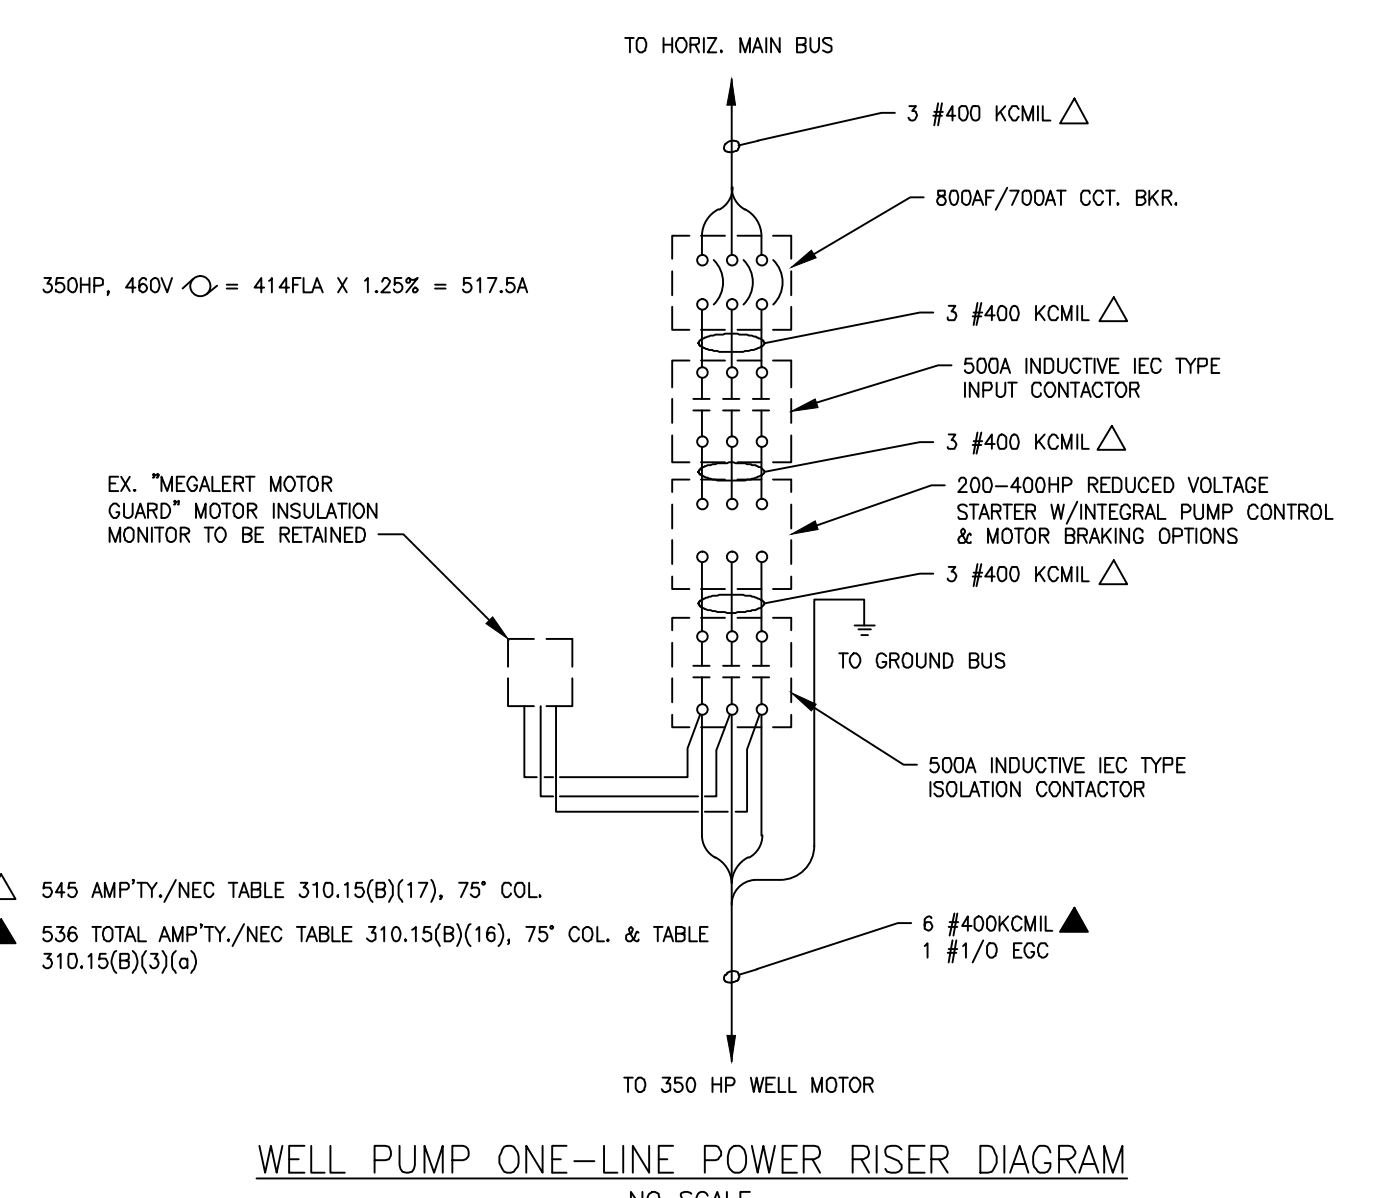 TO HORIZ. MAIN BUS
3 #400 KCMIL
800AF/700AT CCT. BKR.
350HP, 460V = 414FLA X 1.25% = 517.5A
3 #400 KCMIL
500A INDUCTIVE IEC TYPE
INPUT CONTACTOR
3 #400 KCMIL
EX. "MEGALERT MOTOR
GUARD" MOTOR INSULATION
MONITOR TO BE RETAINED
200-400HP REDUCED VOLTAGE
STARTER W/INTEGRAL PUMP CONTROL
& MOTOR BRAKING OPTIONS
3 #400 KCMIL
TO GROUND BUS
500A INDUCTIVE IEC TYPE
ISOLATION CONTACTOR
545 AMP'TY./NEC TABLE 310.15(B)(17), 75° COL.
536 TOTAL AMP'TY./NEC TABLE 310.15(B)(16), 75° COL. & TABLE
310.15(B)(3)(a)
6 #400KCMIL
1 #1/0 EGC
TO 350 HP WELL MOTOR
WELL PUMP ONE-LINE POWER RISER DIAGRAM
NO SCALE